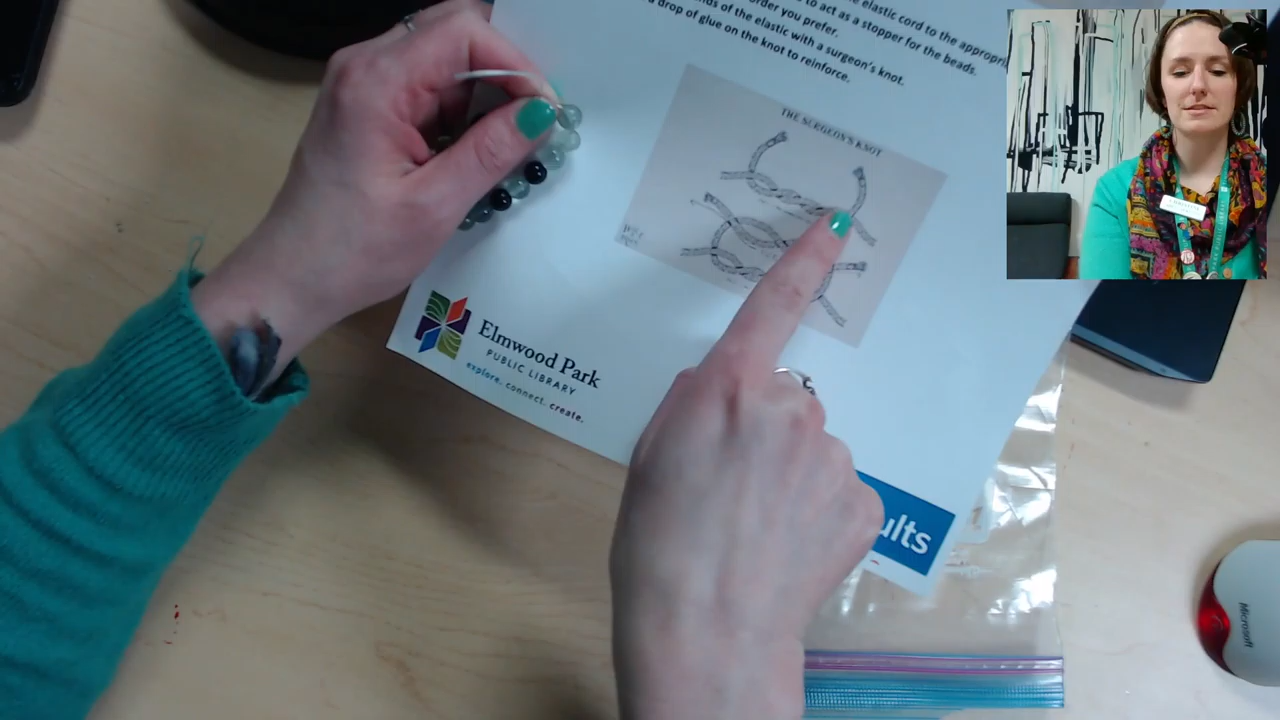 elastic cord to the appropri
order you prefer.
to act as a stopper for the beads.
nds of the elastic with a surgeon's knot.
a drop of glue on the knot to reinforce.
THE SURGEON'S KNOT
Elmwood Park
PUBLIC LIBRARY
explore. connect. create.
ults
Microsoft